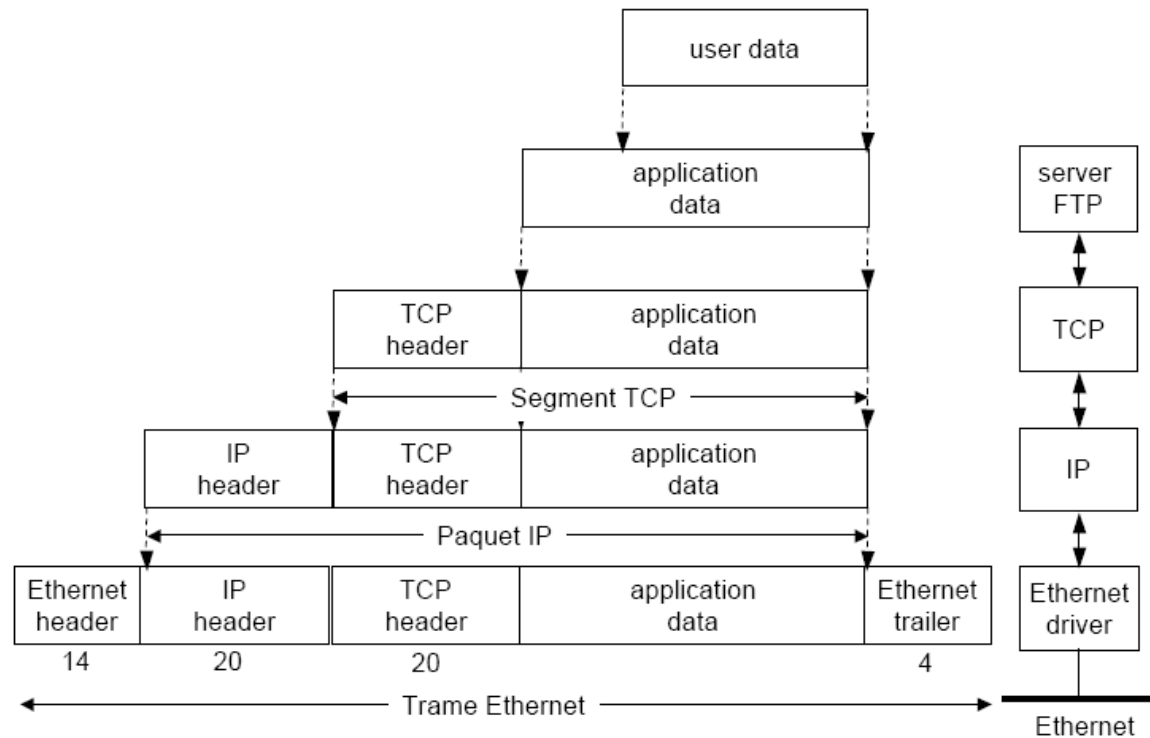 user data
application
data
server
FTP
TCP
header
application
data
TCP
Segment TCP
IP
header
TCP
header
application
data
IP
Paquet IP
Ethernet
header
IP
header
TCP
header
application
data
Ethernet
trailer
Ethernet
driver
14
20
20
4
Trame Ethernet
Ethernet